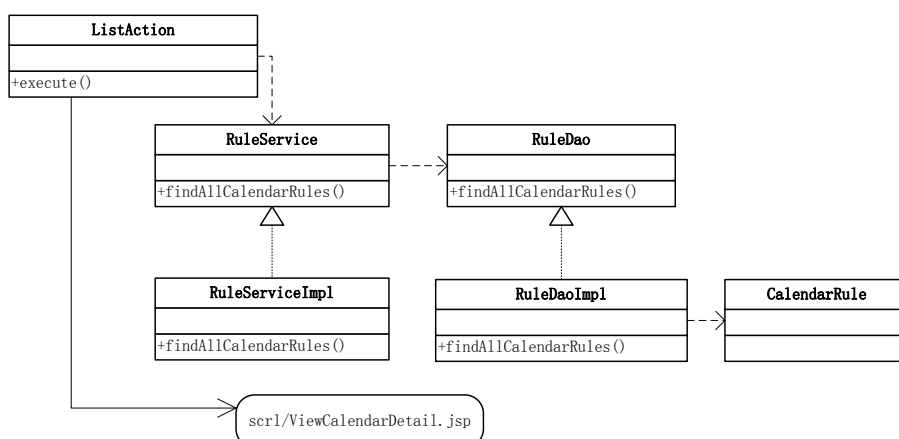 ListAction
+execute()
RuleService
+findAllCalendarRules()
RuleDao
+findAllCalendarRules()
RuleServiceImpl
+findAllCalendarRules()
RuleDaoImpl
+findAllCalendarRules()
CalendarRule
scrl/ViewCalendarDetail.jsp